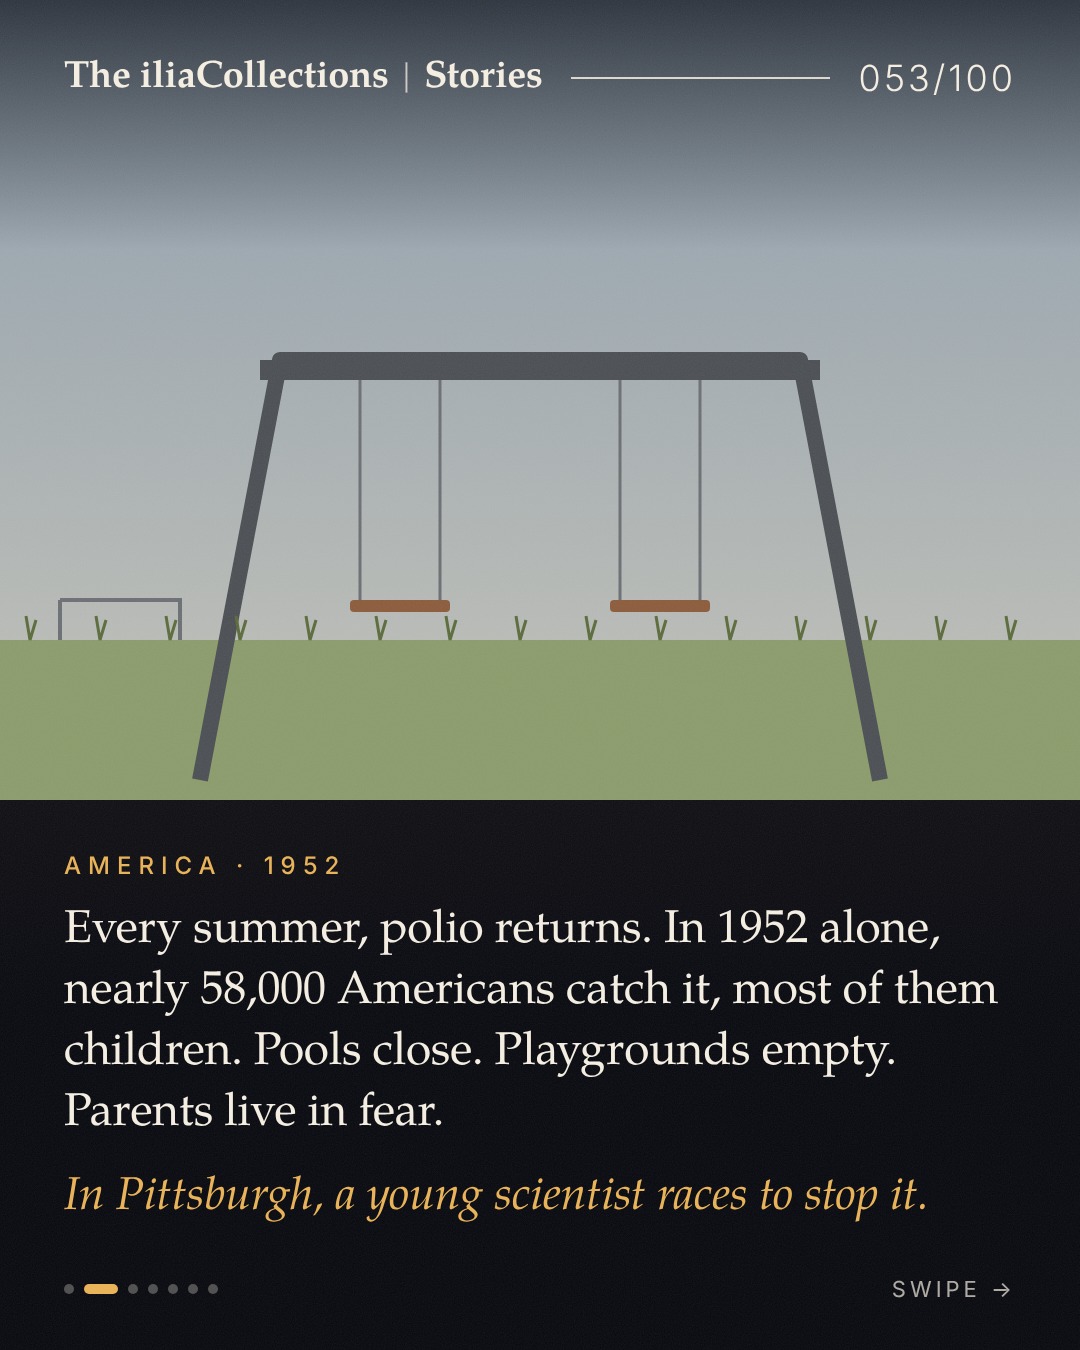 The iliaCollections | Stories 053/100
AMERICA · 1952
Every summer, polio returns. In 1952 alone,
nearly 58,000 Americans catch it, most of them
children. Pools close. Playgrounds empty.
Parents live in fear.
In Pittsburgh, a young scientist races to stop it.
SWIPE →